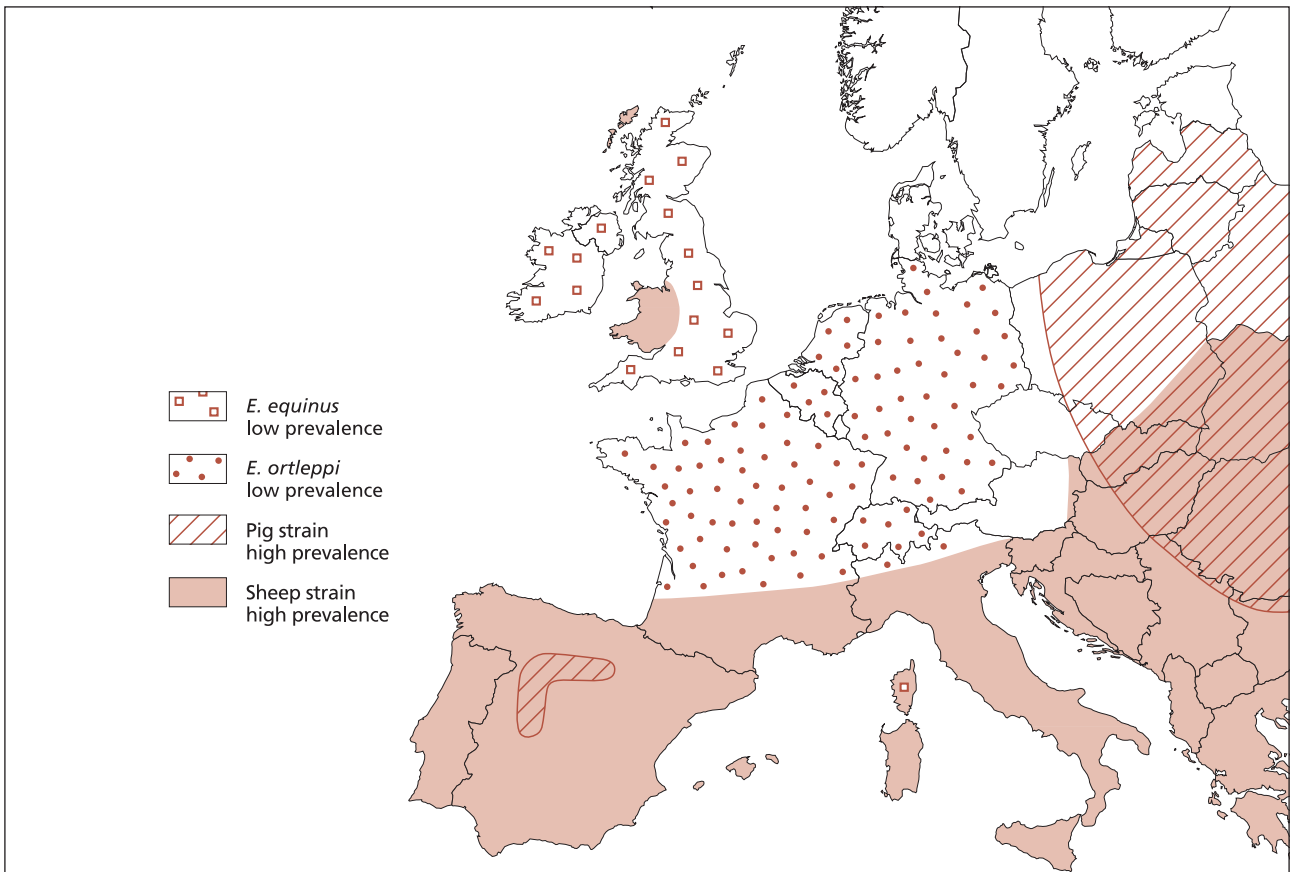 E. equinus
low prevalence
E. ortleppi
low prevalence
Pig strain
high prevalence
Sheep strain
high prevalence